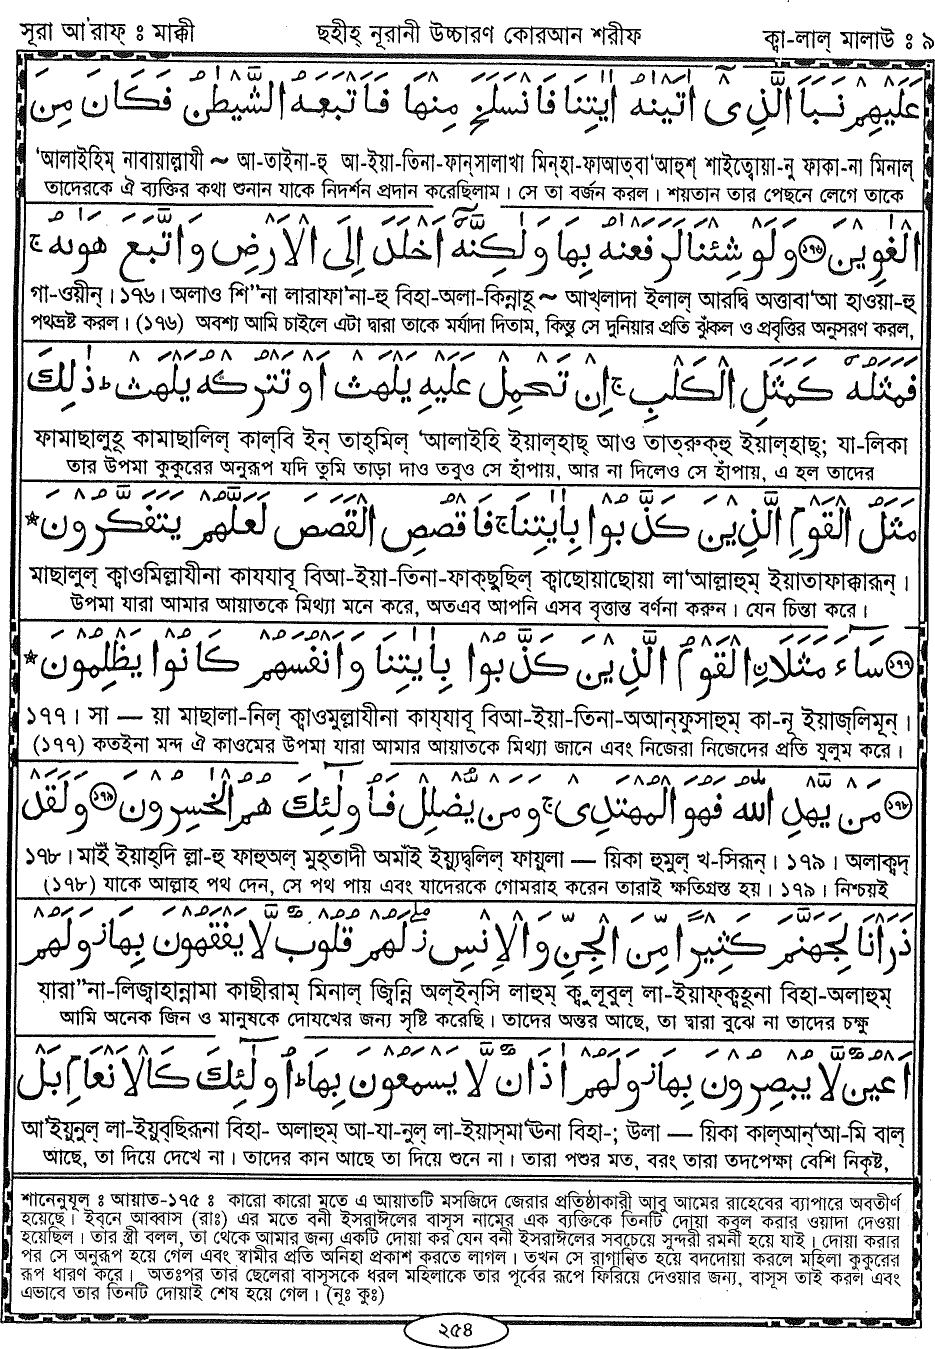 সূরা আ'রাফ্ ঃ মাক্কী ছহীহ্ নূরানী উচ্চারণ কোরআন শরীফ ক্বা-লাল্ মালাউ ঃ ৯
عَلَيْهِمْ نَبَاَ الَّذِىْٓ اٰتَيْنٰهُ اٰيٰتِنَا فَانْسَلَخَ مِنْهَا فَاَتْبَعَهُ الشَّيْطٰنُ فَكَانَ مِنَ
'আলাইহিম্ নাবায়াল্লাযী ~ আ-তাইনা-হু আ-ইয়া-তিনা-ফান্‌সালাখা মিন্‌হা-ফাআত্‌বা'আহুশ্ শাইত্বোয়া-নু ফাকা-না মিনাল্
তাদেরকে ঐ ব্যক্তির কথা শুনান যাকে নিদর্শন প্রদান করেছিলাম। সে তা বর্জন করল। শয়তান তার পেছনে লেগে তাকে
الْغٰوِيْنَ ﴿১৭৬﴾ وَلَوْ شِئْنَا لَرَفَعْنٰهُ بِهَا وَلٰكِنَّهٗٓ اَخْلَدَ اِلَى الْاَرْضِ وَاتَّبَعَ هَوٰىهُ ۚ
গা-ওয়ীন্। ১৭৬। অলাও শি"না লারাফা'না-হু বিহা-অলা-কিন্নাহূ ~ আখ্‌লাদা ইলাল্ আরদ্বি অত্তাবা'আ হাওয়া-হু
পথভ্রষ্ট করল। (১৭৬) অবশ্য আমি চাইলে এটা দ্বারা তাকে মর্যাদা দিতাম, কিন্তু সে দুনিয়ার প্রতি ঝুঁকল ও প্রবৃত্তির অনুসরণ করল,
فَمَثَلُهٗ كَمَثَلِ الْكَلْبِ ۚ اِنْ تَحْمِلْ عَلَيْهِ يَلْهَثْ اَوْ تَتْرُكْهُ يَلْهَثْ ؕ ذٰلِكَ
ফামাছালুহূ কামাছালিল্ কাল্‌বি ইন্ তাহ্‌মিল্ 'আলাইহি ইয়াল্‌হাছ্ আও তাত্‌রুক্‌হু ইয়াল্‌হাছ্; যা-লিকা
তার উপমা কুকুরের অনুরূপ যদি তুমি তাড়া দাও তবুও সে হাঁপায়, আর না দিলেও সে হাঁপায়, এ হল তাদের
مَثَلُ الْقَوْمِ الَّذِيْنَ كَذَّبُوْا بِاٰيٰتِنَا ۚ فَاقْصُصِ الْقَصَصَ لَعَلَّهُمْ يَتَفَكَّرُوْنَ *
মাছালুল্ ক্বাওমিল্লাযীনা কাযযাবূ বিআ-ইয়া-তিনা-ফাক্‌ছুছিল্ ক্বাছোয়াছোয়া লা'আল্লাহুম্ ইয়াতাফাক্কারূন্।
উপমা যারা আমার আয়াতকে মিথ্যা মনে করে, অতএব আপনি এসব বৃত্তান্ত বর্ণনা করুন। যেন চিন্তা করে।
﴿১৭৭﴾ سَآءَ مَثَلَا ِۨالْقَوْمُ الَّذِيْنَ كَذَّبُوْا بِاٰيٰتِنَا وَاَنْفُسَهُمْ كَانُوْا يَظْلِمُوْنَ *
১৭৭। সা — য়া মাছালা-নিল্ ক্বাওমুল্লাযীনা কায্‌যাবূ বিআ-ইয়া-তিনা-অআন্‌ফুসাহুম্ কা-নূ ইয়াজ্‌লিমূন্।
(১৭৭) কতইনা মন্দ ঐ কাওমের উপমা যারা আমার আয়াতকে মিথ্যা জানে এবং নিজেরা নিজেদের প্রতি যুলুম করে।
﴿১৭৮﴾ مَنْ يَّهْدِ اللّٰهُ فَهُوَ الْمُهْتَدِىْ ۚ وَمَنْ يُّضْلِلْ فَاُولٰٓئِكَ هُمُ الْخٰسِرُوْنَ ﴿১৭৯﴾ وَلَقَدْ
১৭৮। মাইঁ ইয়াহ্‌দি ল্লা-হু ফাহুঅল্ মুহ্‌তাদী অমাঁই ইয়্যুদ্ব্‌লিল্ ফায়ুলা — য়িকা হুমুল্ খ-সিরূন্। ১৭৯। অলাক্বদ্
(১৭৮) যাকে আল্লাহ্‌ পথ দেন, সে পথ পায় এবং যাদেরকে গোমরাহ করেন তারাই ক্ষতিগ্রস্ত হয়। ১৭৯। নিশ্চয়ই
ذَرَاْنَا لِجَهَنَّمَ كَثِيْرًا مِّنَ الْجِنِّ وَالْاِنْسِ ۖ لَهُمْ قُلُوْبٌ لَّا يَفْقَهُوْنَ بِهَا ۫ وَلَهُمْ
যারা"না-লিজ্বাহান্নামা কাছীরাম্ মিনাল্ জ্বিন্নি অল্‌ইন্‌সি লাহুম্ ক্বুলূবুল্ লা-ইয়াফ্‌ক্বহূনা বিহা-অলাহুম্
আমি অনেক জিন ও মানুষকে দোযখের জন্য সৃষ্টি করেছি। তাদের অন্তর আছে, তা দ্বারা বুঝে না তাদের চক্ষু
اَعْيُنٌ لَّا يُبْصِرُوْنَ بِهَا ۫ وَلَهُمْ اٰذَانٌ لَّا يَسْمَعُوْنَ بِهَا ؕ اُولٰٓئِكَ كَالْاَنْعَامِ بَلْ
আ'ইয়ুনুল্ লা-ইয়ুব্‌ছিরূনা বিহা- অলাহুম্ আ-যা-নুল্ লা-ইয়াস্‌মা'ঊনা বিহা-; উলা — য়িকা কাল্‌আন্'আ-মি বাল্
আছে, তা দিয়ে দেখে না। তাদের কান আছে তা দিয়ে শুনে না। তারা পশুর মত, বরং তারা তদপেক্ষা বেশি নিকৃষ্ট,
শানেনুযূল ঃ আয়াত-১৭৫ ঃ কারো কারো মতে এ আয়াতটি মসজিদে জেরার প্রতিষ্ঠাকারী আবু আমের রাহেবের ব্যাপারে অবতীর্ণ
হয়েছে। ইবনে আব্বাস (রাঃ) এর মতে বনী ইসরাঈলের বাসূস নামের এক ব্যক্তিকে তিনটি দোয়া কবুল করার ওয়াদা দেওয়া
হয়েছিল। তার স্ত্রী বলল, তা থেকে আমার জন্য একটি দোয়া কর যেন বনী ইসরাঈলের সবচেয়ে সুন্দরী রমনী হয়ে যাই। দোয়া করার
পর সে অনুরূপ হয়ে গেল এবং স্বামীর প্রতি অনিহা প্রকাশ করতে লাগল। তখন সে রাগান্বিত হয়ে বদদোয়া করলে মহিলা কুকুরের
রূপ ধারণ করে। অতঃপর তার ছেলেরা বাসূসকে ধরল মহিলাকে তার পূর্বের রূপে ফিরিয়ে দেওয়ার জন্য, বাসূস তাই করল এবং
এভাবে তার তিনটি দোয়াই শেষ হয়ে গেল। (নূঃ কুঃ)
২৫৪